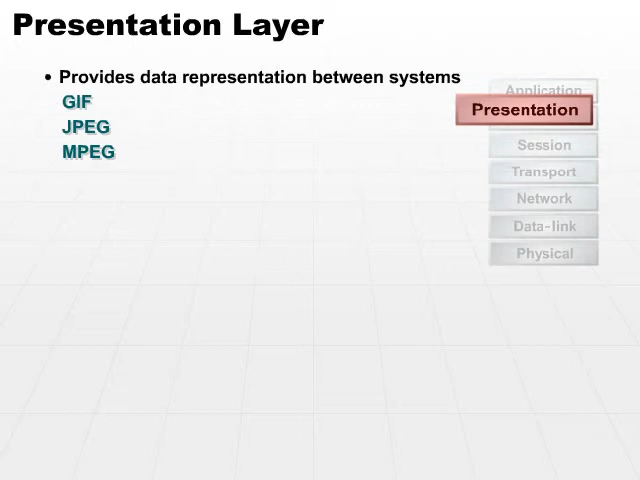 Presentation Layer
• Provides data representation between systems
GIF
JPEG
MPEG
Application
Presentation
Session
Transport
Network
Data-link
Physical